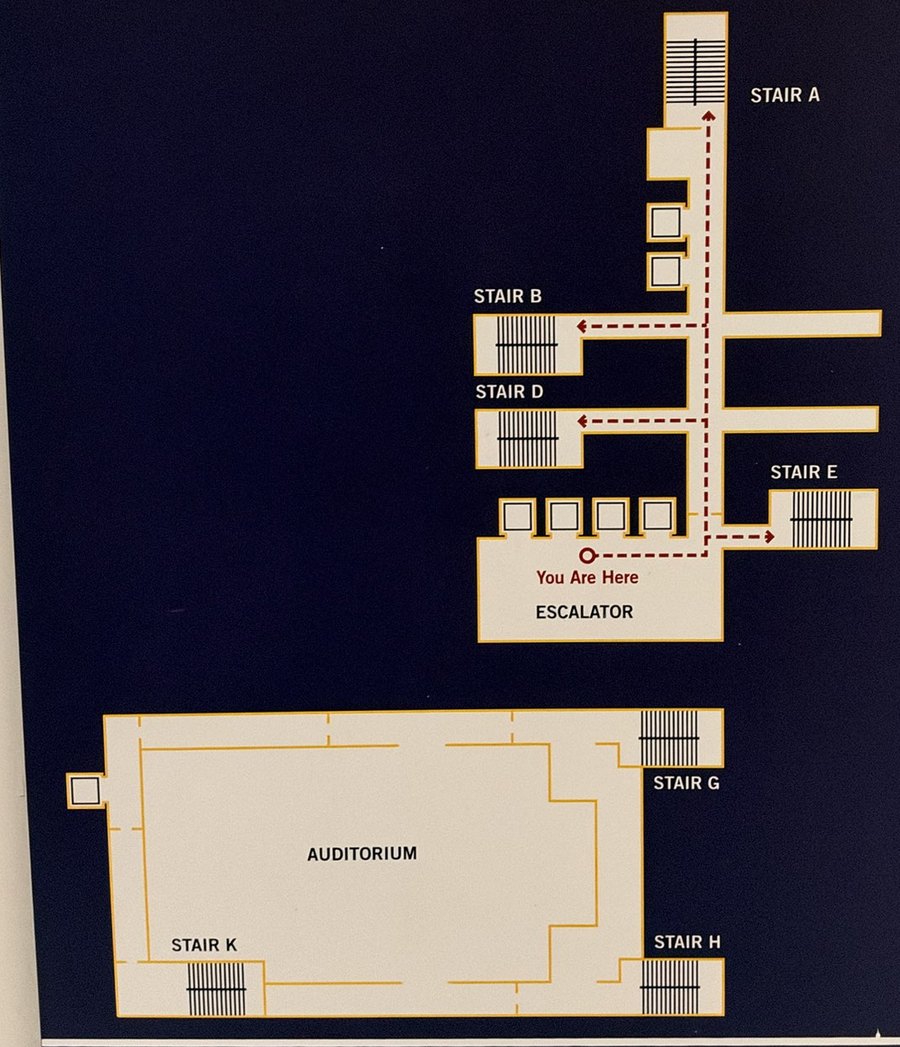 STAIR A
STAIR B
STAIR D
STAIR E
You Are Here
ESCALATOR
STAIR G
AUDITORIUM
STAIR K
STAIR H